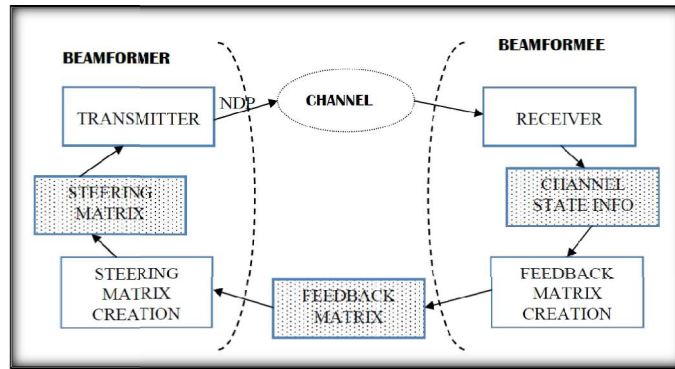 BEAMFORMER
BEAMFORMEE
TRANSMITTER
NDP
CHANNEL
RECEIVER
STEERING
MATRIX
CHANNEL
STATE INFO
STEERING
MATRIX
CREATION
FEEDBACK
MATRIX
FEEDBACK
MATRIX
CREATION